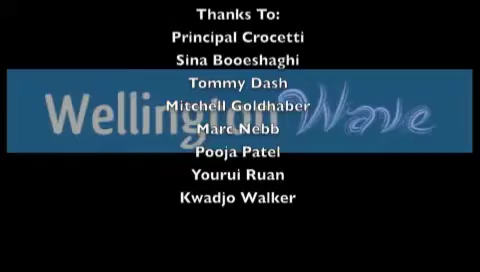 Thanks To:
Principal Crocetti
Sina Booeshaghi
Tommy Dash
Mitchell Goldhaber
Marc Nebb
Pooja Patel
Yourui Ruan
Kwadjo Walker
Wellington Wave